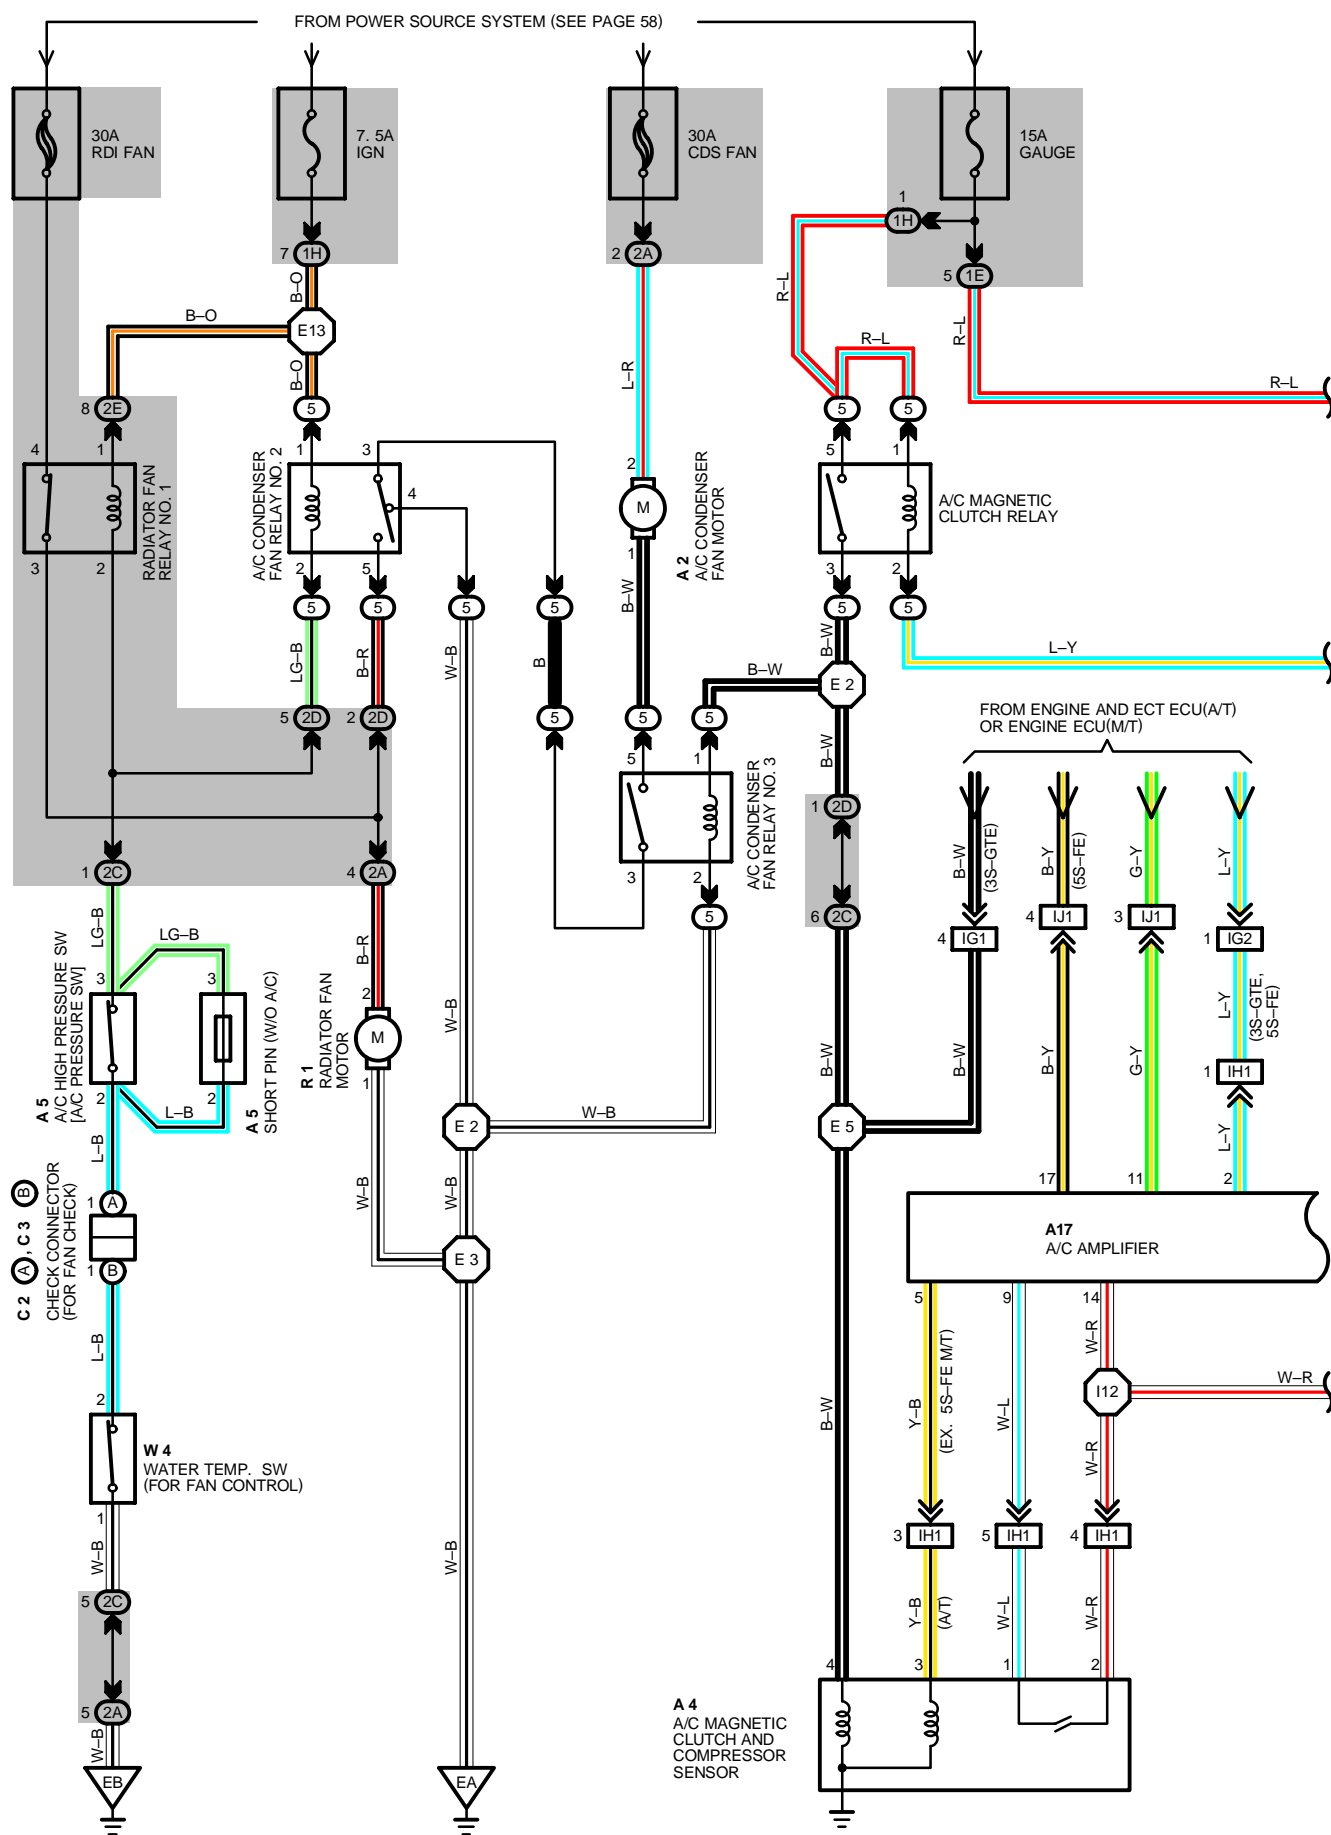 FROM POWER SOURCE SYSTEM (SEE PAGE 58)
30A
RDI FAN
7. 5A
IGN
30A
CDS FAN
15A
GAUGE
1
1H
7 1H
2 2A
5 1E
B–O
B–O
E13
B–O
L–R
R–L
R–L
R–L
R–L
8 2E
5
5
5
4
1
1
3
4
2
5
1
RADIATOR FAN
RELAY NO. 1
A/C CONDENSER
FAN RELAY NO. 2
M
A 2
A/C CONDENSER
FAN MOTOR
A/C MAGNETIC
CLUTCH RELAY
3
2
2
5
1
3
2
5
5
5
5
5
5
LG–B
B–R
W–B
B
B–W
B–W
B–W
E 2
L–Y
5 2D
2 2D
5
5
5
B–W
FROM ENGINE AND ECT ECU(A/T)
OR ENGINE ECU(M/T)
5
1
A/C CONDENSER
FAN RELAY NO. 3
3
2
1 2D
6 2C
B–W
(3S–GTE)
B–Y
(5S–FE)
G–Y
L–Y
1 2C
4 2A
5
4 IG1
4 IJ1
3 IJ1
1 IG2
LG–B
LG–B
B–R
3
3
2
W–B
A 5
A/C HIGH PRESSURE SW
[A/C PRESSURE SW]
A 5
SHORT PIN (W/O A/C)
R 1
RADIATOR FAN
MOTOR
M
1
B–W
B–W
B–Y
G–Y
L–Y
(3S–GTE,
5S–FE)
1 IH1
2
2
L–B
L–B
E 2
W–B
E 5
L–Y
C 2 A , C 3 B
CHECK CONNECTOR
(FOR FAN CHECK)
1 A
1 B
W–B
W–B
E 3
17
11
2
A17
A/C AMPLIFIER
5
9
14
L–B
2
W 4
WATER TEMP. SW
(FOR FAN CONTROL)
1
W–R
I12
W–R
B–W
Y–B
(EX. 5S–FE M/T)
W–L
W–R
W–B
W–B
3 IH1
5 IH1
4 IH1
5 2C
Y–B
(A/T)
W–L
W–R
5 2A
4
3
1
2
A 4
A/C MAGNETIC
CLUTCH AND
COMPRESSOR
SENSOR
W–B
EB
EA